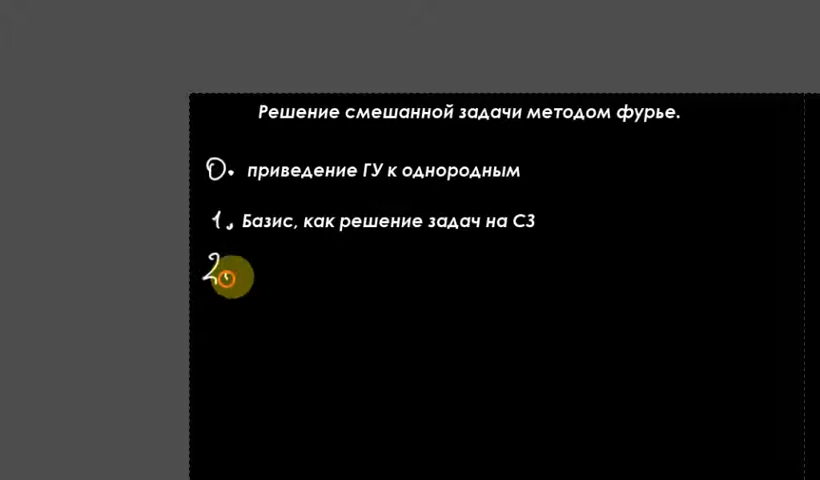 Решение смешанной задачи методом фурье.
0. приведение ГУ к однородным
1. Базис, как решение задач на СЗ
2.